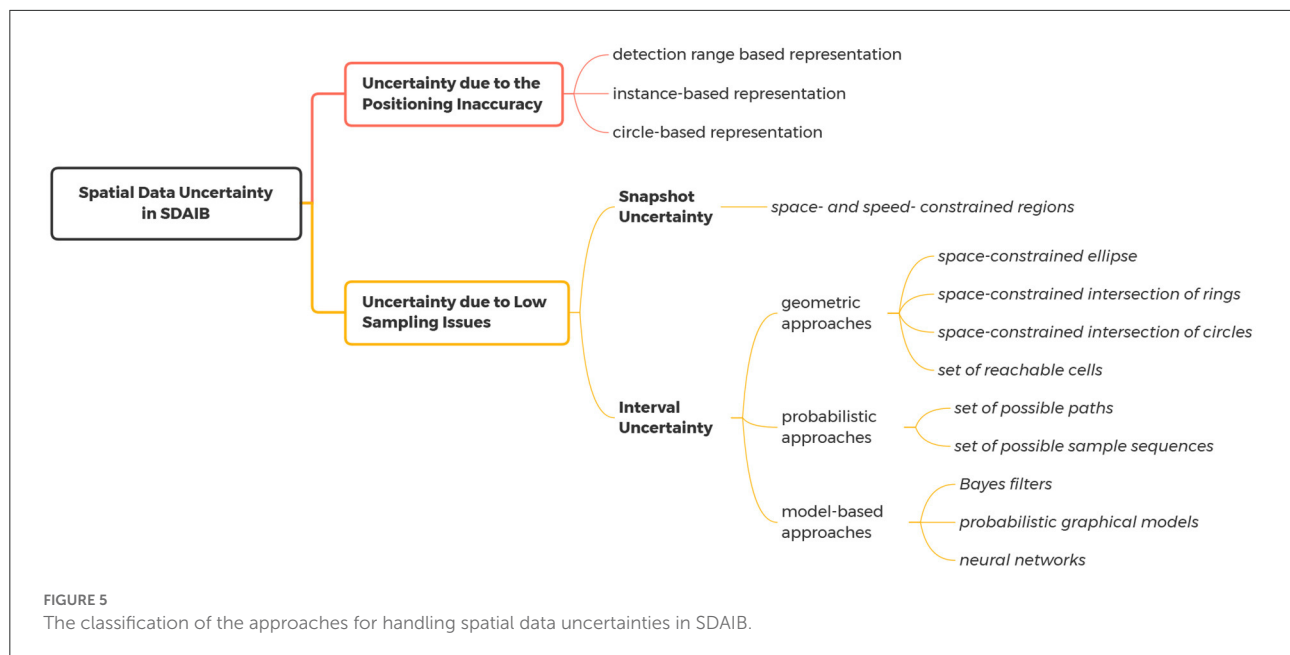 Spatial Data Uncertainty
in SDAIB
Uncertainty due to the
Positioning Inaccuracy
detection range based representation
instance-based representation
circle-based representation
Uncertainty due to Low
Sampling Issues
Snapshot
Uncertainty
space- and speed- constrained regions
Interval
Uncertainty
geometric
approaches
space-constrained ellipse
space-constrained intersection of rings
space-constrained intersection of circles
set of reachable cells
probabilistic
approaches
set of possible paths
set of possible sample sequences
model-based
approaches
Bayes filters
probabilistic graphical models
neural networks
FIGURE 5
The classification of the approaches for handling spatial data uncertainties in SDAIB.